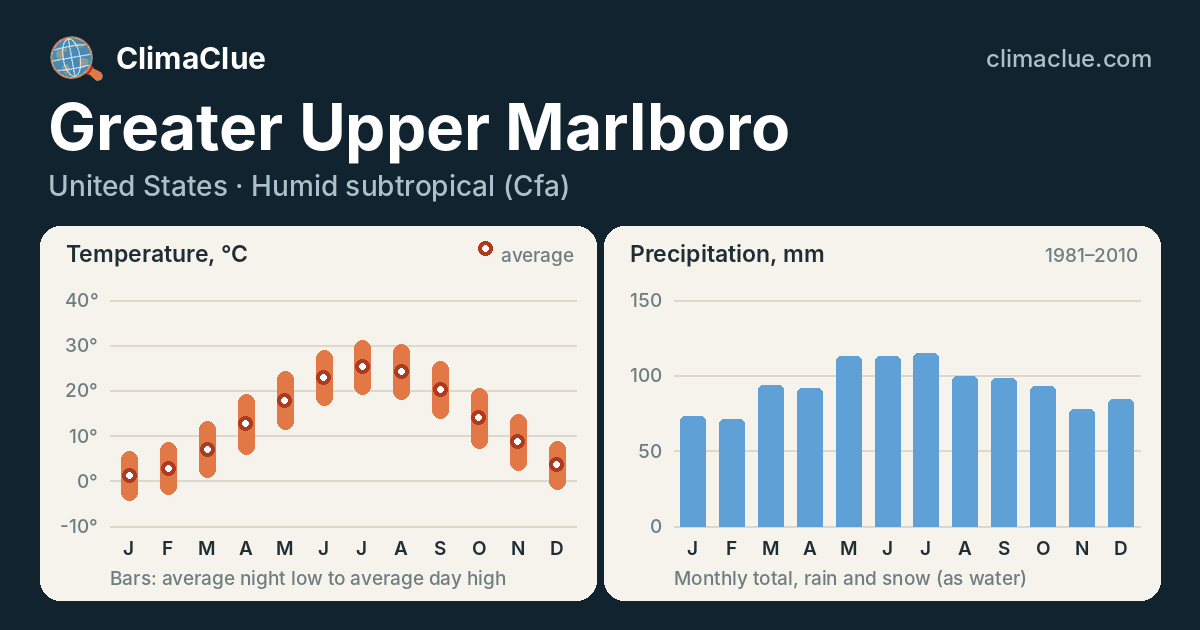 ClimaClue
climaclue.com
Greater Upper Marlboro
United States · Humid subtropical (Cfa)
Temperature, °C
average
40°
30°
20°
10°
0°
-10°
J F M A M J J A S O N D
Bars: average night low to average day high
Precipitation, mm
1981–2010
150
100
50
0
J F M A M J J A S O N D
Monthly total, rain and snow (as water)